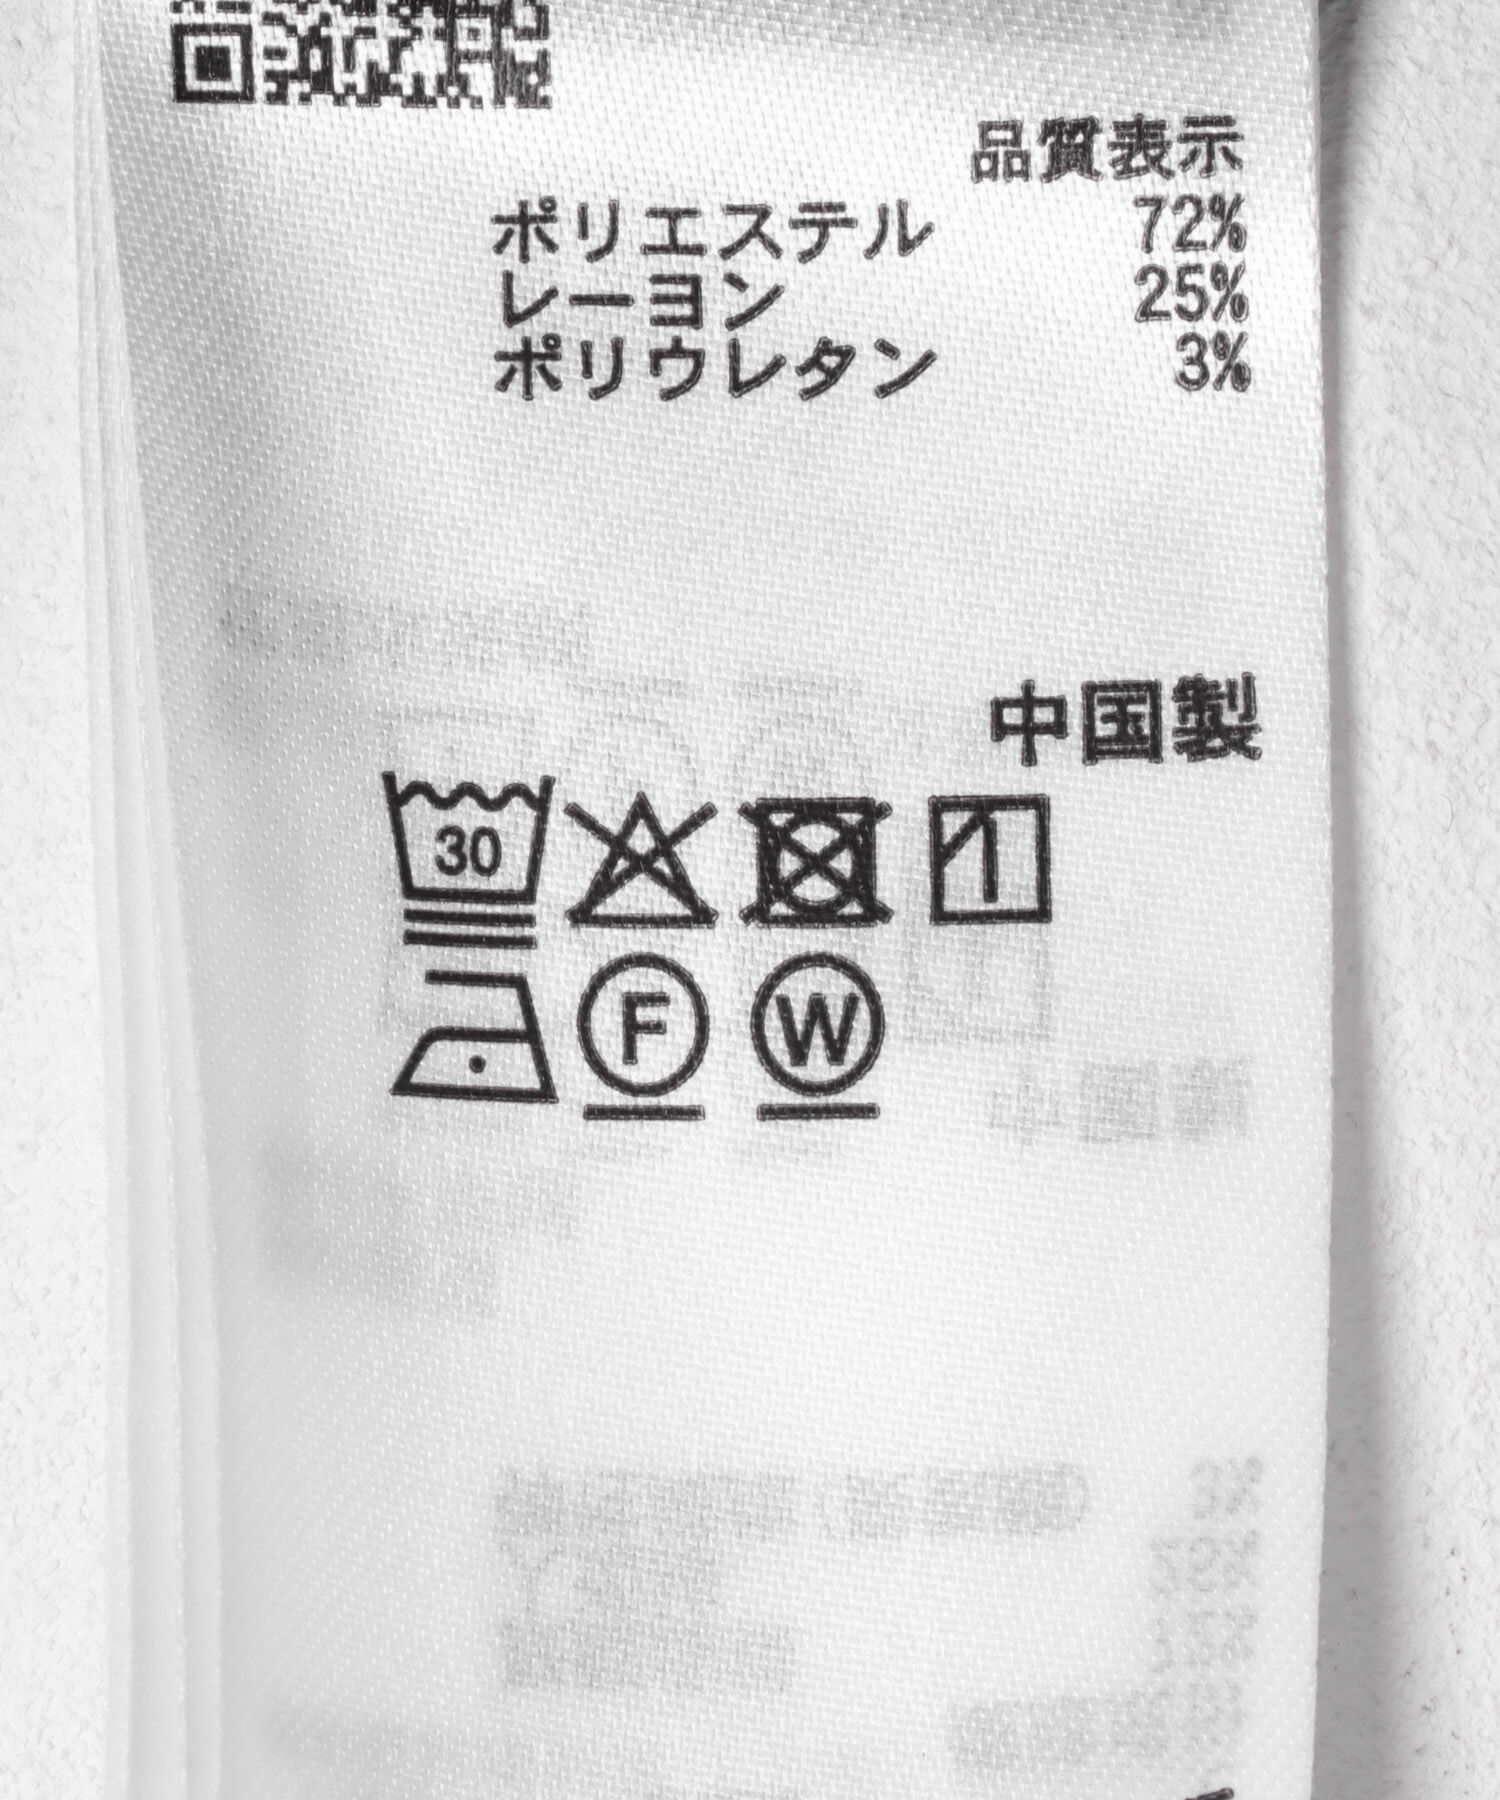 品質表示
ポリエステル 72%
レーヨン 25%
ポリウレタン 3%
中国製
30
F W